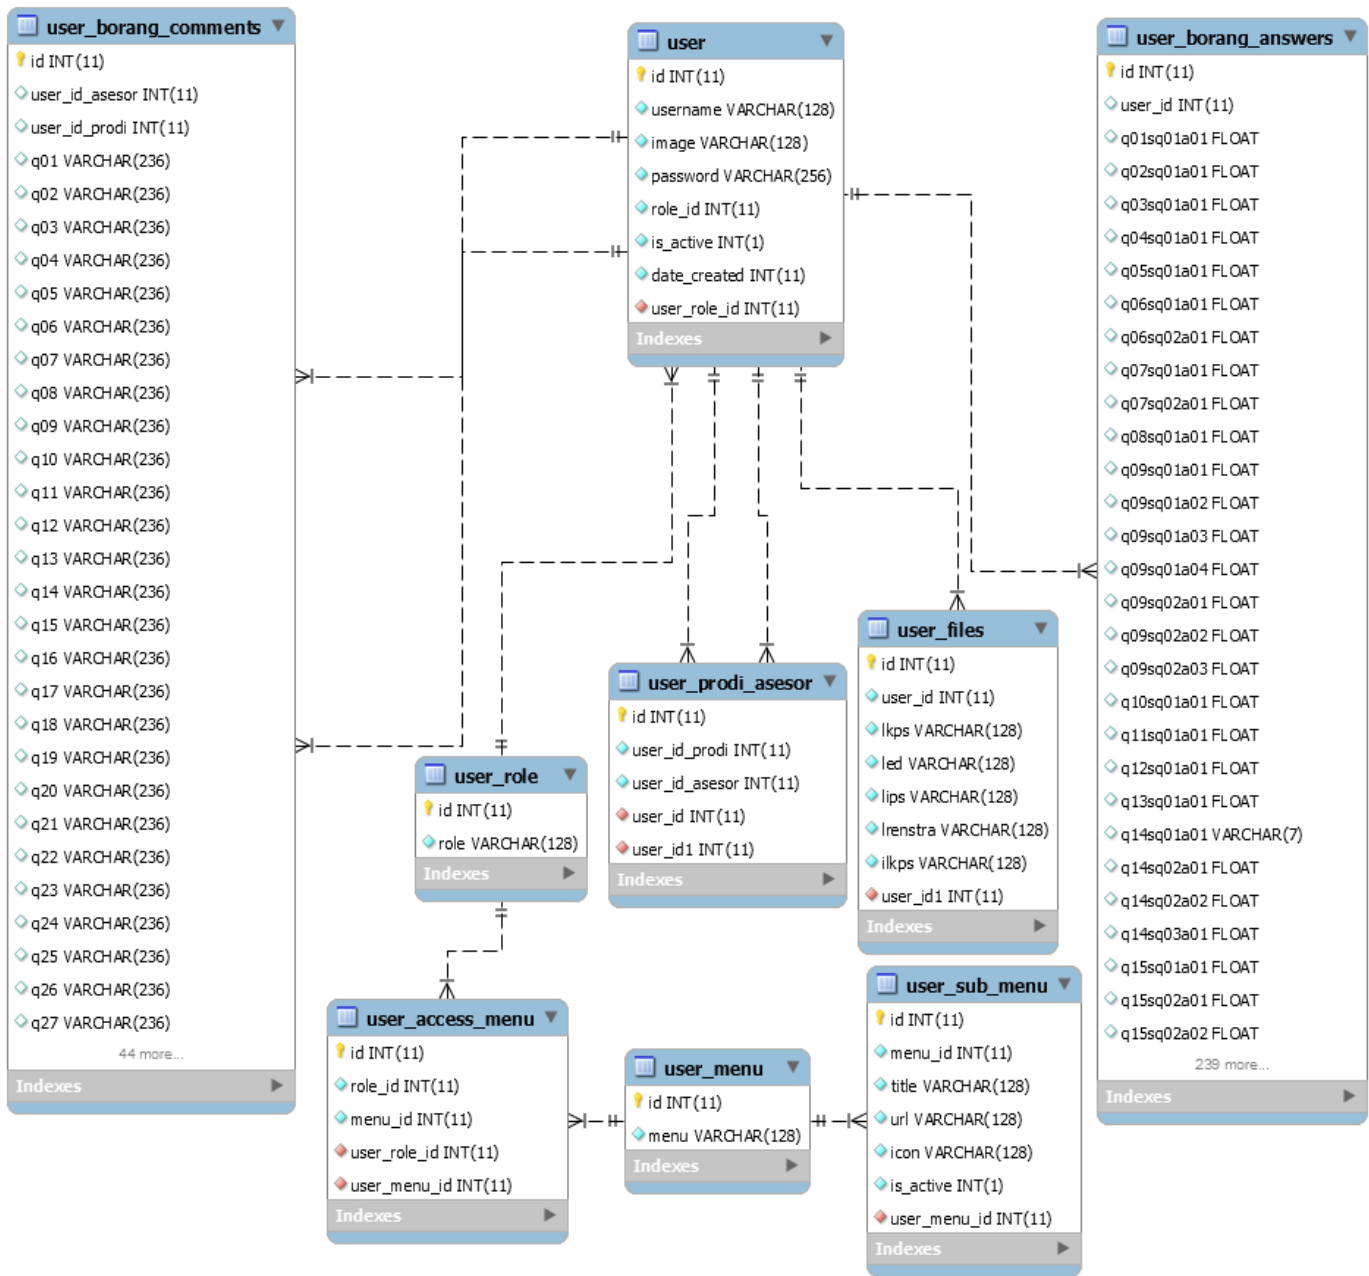 user_borang_comments
id INT(11)
user_id_asesor INT(11)
user_id_prodi INT(11)
q01 VARCHAR(236)
q02 VARCHAR(236)
q03 VARCHAR(236)
q04 VARCHAR(236)
q05 VARCHAR(236)
q06 VARCHAR(236)
q07 VARCHAR(236)
q08 VARCHAR(236)
q09 VARCHAR(236)
q10 VARCHAR(236)
q11 VARCHAR(236)
q12 VARCHAR(236)
q13 VARCHAR(236)
q14 VARCHAR(236)
q15 VARCHAR(236)
q16 VARCHAR(236)
q17 VARCHAR(236)
q18 VARCHAR(236)
q19 VARCHAR(236)
q20 VARCHAR(236)
q21 VARCHAR(236)
q22 VARCHAR(236)
q23 VARCHAR(236)
q24 VARCHAR(236)
q25 VARCHAR(236)
q26 VARCHAR(236)
q27 VARCHAR(236)
44 more...
Indexes
user
id INT(11)
username VARCHAR(128)
image VARCHAR(128)
password VARCHAR(256)
role_id INT(11)
is_active INT(1)
date_created INT(11)
user_role_id INT(11)
Indexes
user_borang_answers
id INT(11)
user_id INT(11)
q01sq01a01 FLOAT
q02sq01a01 FLOAT
q03sq01a01 FLOAT
q04sq01a01 FLOAT
q05sq01a01 FLOAT
q06sq01a01 FLOAT
q06sq02a01 FLOAT
q07sq01a01 FLOAT
q07sq02a01 FLOAT
q08sq01a01 FLOAT
q09sq01a01 FLOAT
q09sq01a02 FLOAT
q09sq01a03 FLOAT
q09sq01a04 FLOAT
q09sq02a01 FLOAT
q09sq02a02 FLOAT
q09sq02a03 FLOAT
q10sq01a01 FLOAT
q11sq01a01 FLOAT
q12sq01a01 FLOAT
q13sq01a01 FLOAT
q14sq01a01 VARCHAR(7)
q14sq02a01 FLOAT
q14sq02a02 FLOAT
q14sq03a01 FLOAT
q15sq01a01 FLOAT
q15sq02a01 FLOAT
q15sq02a02 FLOAT
239 more...
Indexes
user_role
id INT(11)
role VARCHAR(128)
Indexes
user_prodi_asesor
id INT(11)
user_id_prodi INT(11)
user_id_asesor INT(11)
user_id INT(11)
user_id1 INT(11)
Indexes
user_files
id INT(11)
user_id INT(11)
lkps VARCHAR(128)
led VARCHAR(128)
lips VARCHAR(128)
lrenstra VARCHAR(128)
ilkps VARCHAR(128)
user_id1 INT(11)
Indexes
user_access_menu
id INT(11)
role_id INT(11)
menu_id INT(11)
user_role_id INT(11)
user_menu_id INT(11)
Indexes
user_menu
id INT(11)
menu VARCHAR(128)
Indexes
user_sub_menu
id INT(11)
menu_id INT(11)
title VARCHAR(128)
url VARCHAR(128)
icon VARCHAR(128)
is_active INT(1)
user_menu_id INT(11)
Indexes